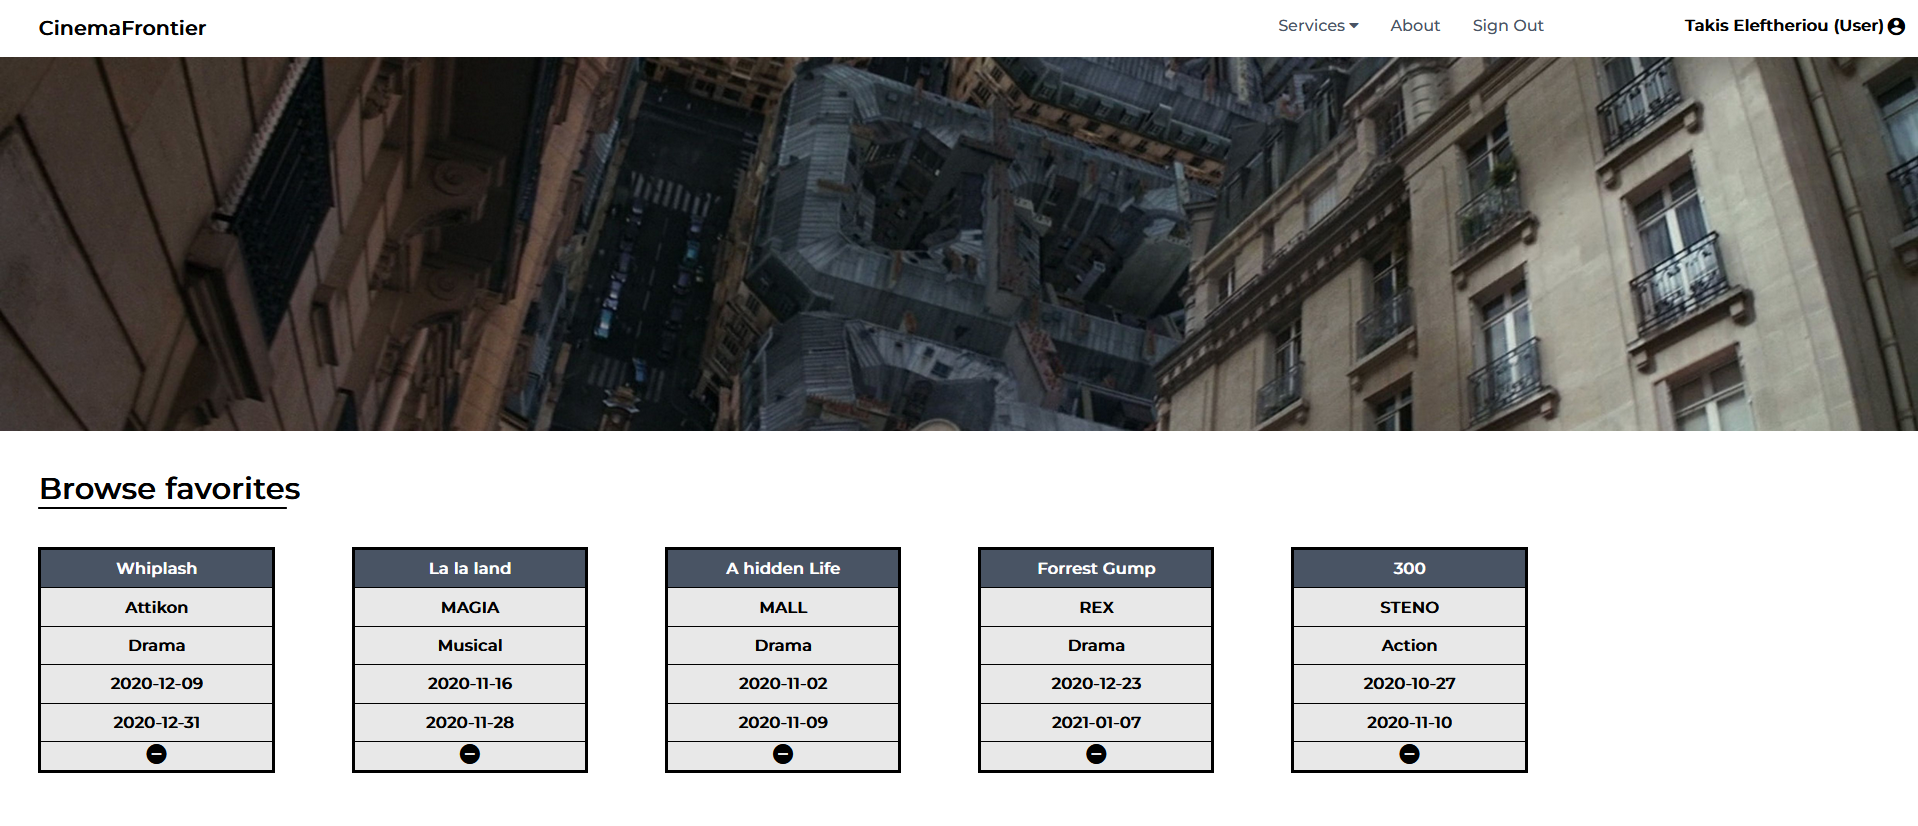 CinemaFrontier
Services
About
Sign Out
Takis Eleftheriou (User)
Browse favorites
Whiplash
Attikon
Drama
2020-12-09
2020-12-31
La la land
MAGIA
Musical
2020-11-16
2020-11-28
A hidden Life
MALL
Drama
2020-11-02
2020-11-09
Forrest Gump
REX
Drama
2020-12-23
2021-01-07
300
STENO
Action
2020-10-27
2020-11-10